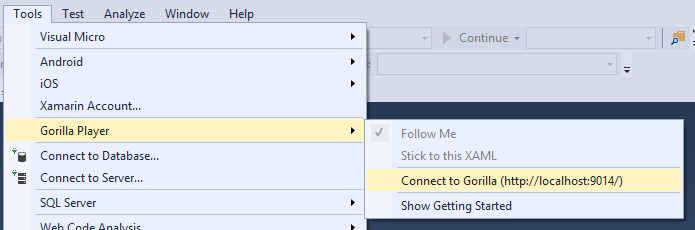 Tools Test Analyze Window Help
Visual Micro
Continue
Android
iOS
Xamarin Account...
Gorilla Player
Follow Me
Stick to this XAML
Connect to Database...
Connect to Gorilla (http://localhost:9014/)
Connect to Server...
Show Getting Started
SQL Server
Web Code Analysis